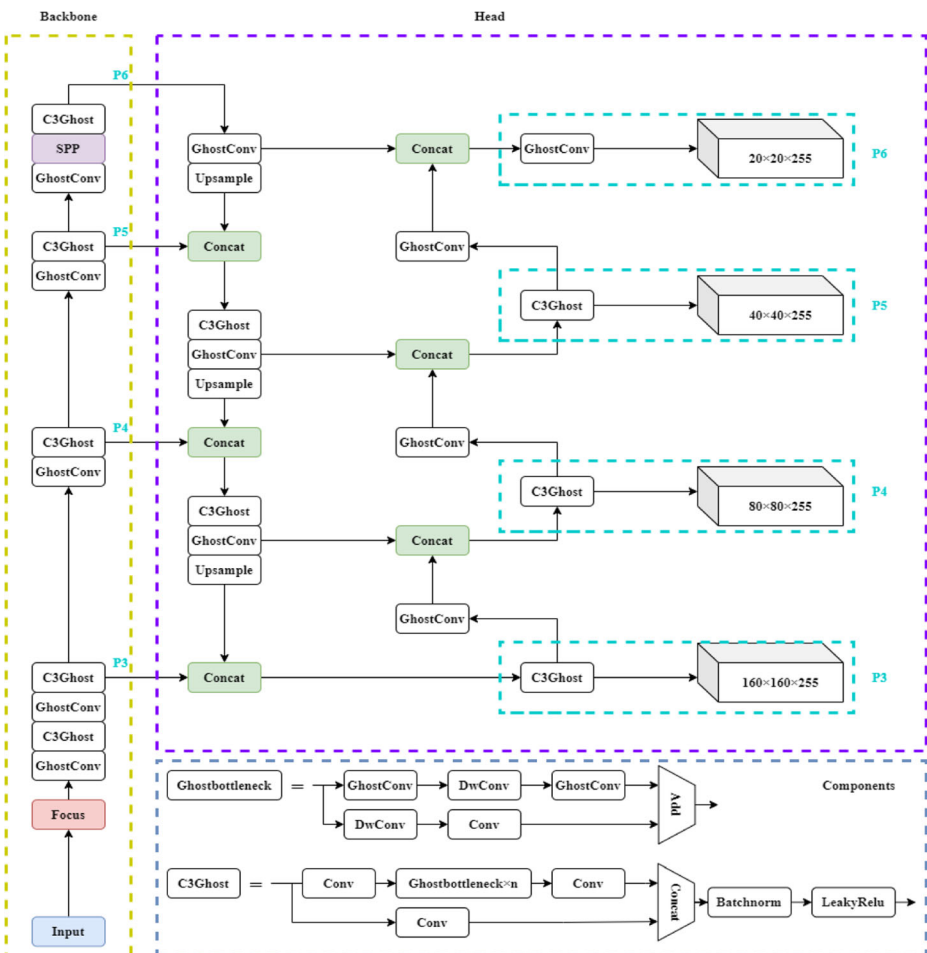 Backbone
Head
P6
C3Ghost
SPP
GhostConv
P5
C3Ghost
GhostConv
P4
C3Ghost
GhostConv
P3
C3Ghost
GhostConv
C3Ghost
GhostConv
Focus
Input
GhostConv
Upsample
Concat
C3Ghost
GhostConv
Upsample
Concat
C3Ghost
GhostConv
Upsample
Concat
Concat
GhostConv
Concat
GhostConv
Concat
GhostConv
GhostConv
20×20×255
P6
C3Ghost
40×40×255
P5
C3Ghost
80×80×255
P4
C3Ghost
160×160×255
P3
Components
Ghostbottleneck
=
GhostConv
DwConv
GhostConv
DwConv
Conv
Add
C3Ghost
=
Conv
Ghostbottleneck×n
Conv
Conv
Concat
Batchnorm
LeakyRelu